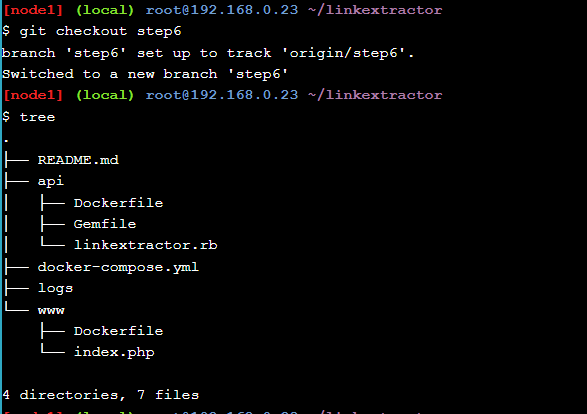 [node1] (local) root@192.168.0.23 ~/linkextractor
$ git checkout step6
branch 'step6' set up to track 'origin/step6'.
Switched to a new branch 'step6'
[node1] (local) root@192.168.0.23 ~/linkextractor
$ tree
.
├── README.md
├── api
│   ├── Dockerfile
│   ├── Gemfile
│   └── linkextractor.rb
├── docker-compose.yml
├── logs
└── www
    ├── Dockerfile
    └── index.php

4 directories, 7 files